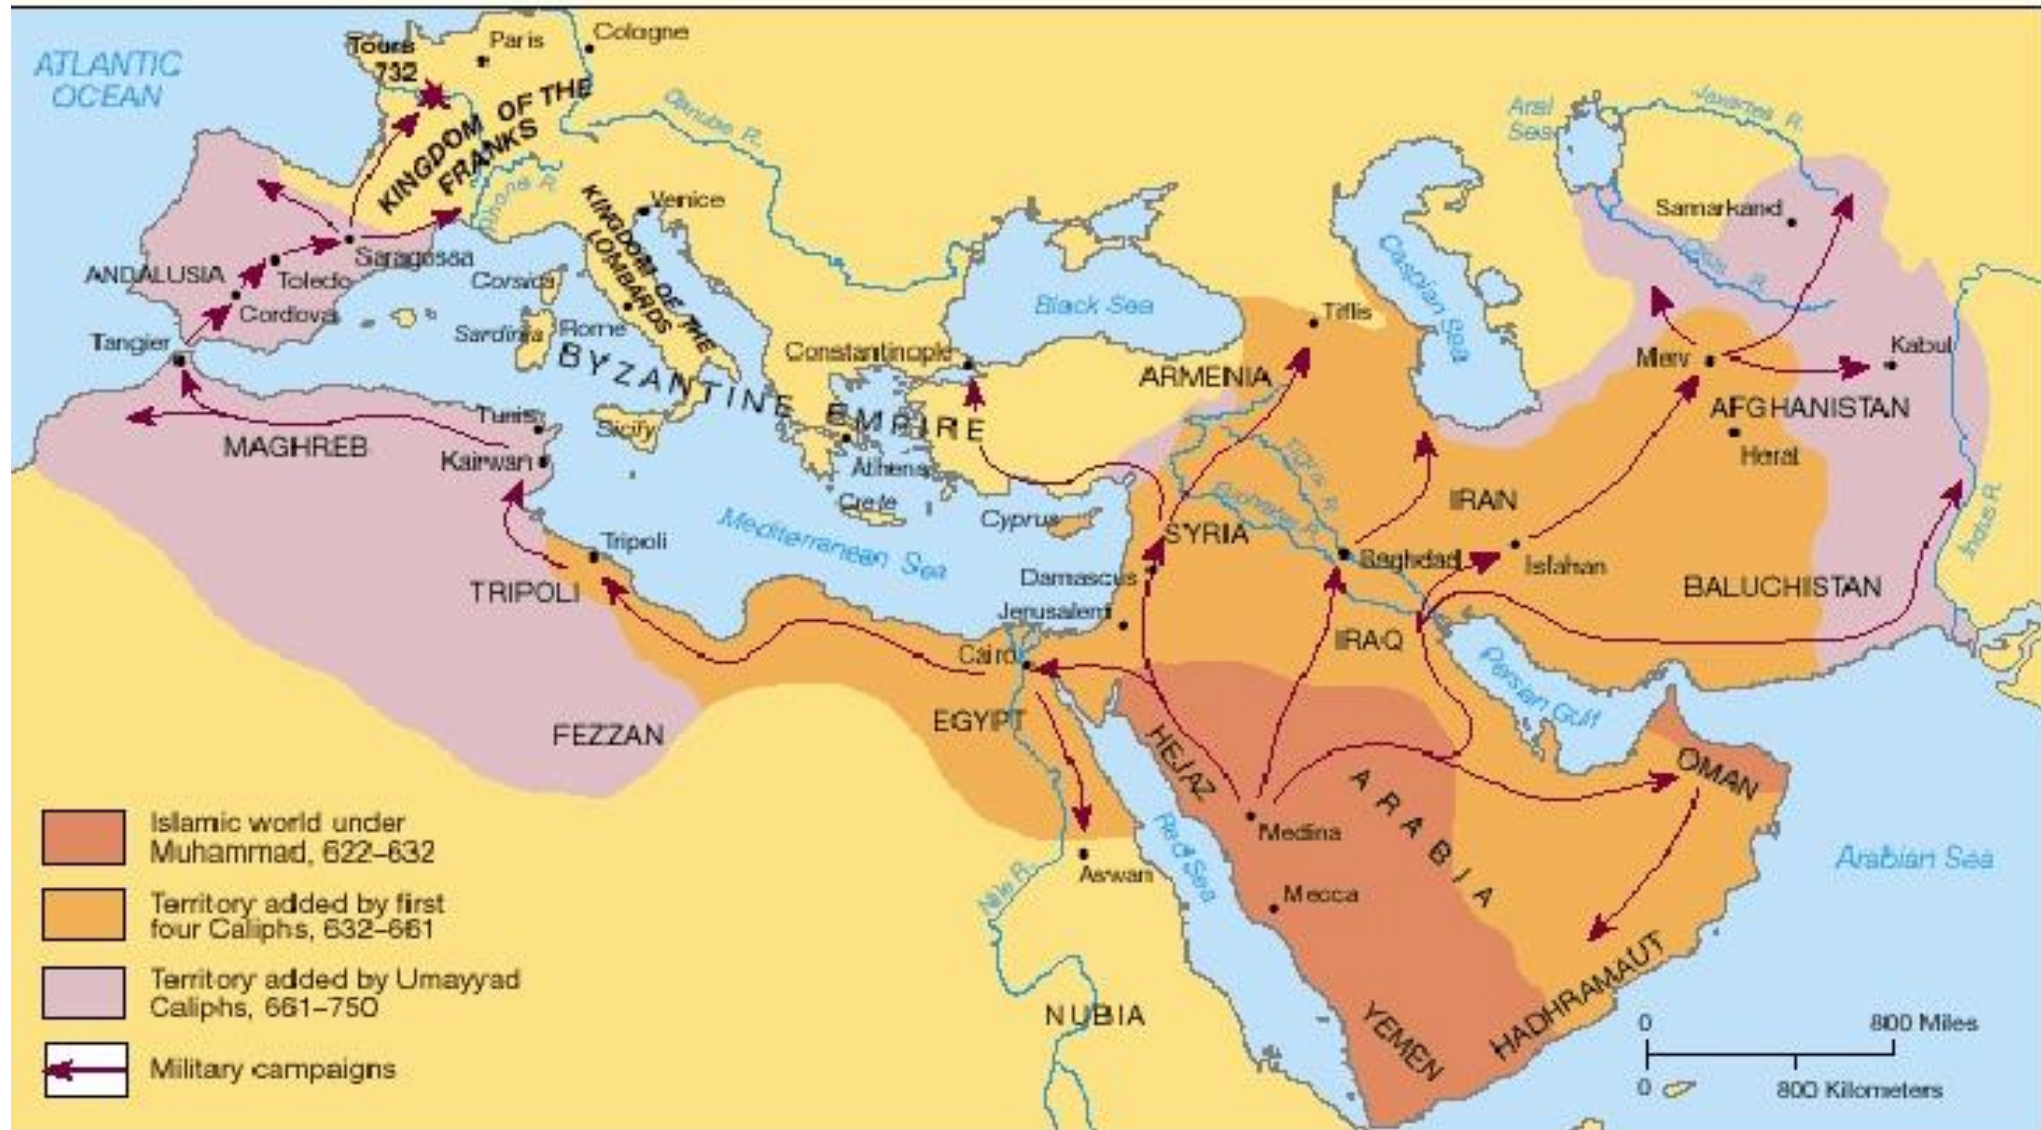 ATLANTIC
OCEAN
Tours
732
Paris
Cologne
KINGDOM OF THE
FRANKS
Danube R.
Rhone R.
Venice
KINGDOM OF THE
LOMBARDS
Aral
Sea
Jaxartes R.
Samarkand
Oxus R.
Caspian Sea
Black Sea
Tiflis
ANDALUSIA
Saragossa
Toledo
Cordova
Tangier
Corsica
Sardinia
Rome
BYZANTINE EMPIRE
Constantinople
ARMENIA
Merv
Kabul
AFGHANISTAN
Herat
MAGHREB
Tunis
Kairwan
Sicily
Athens
Crete
Cyprus
Mediterranean Sea
Tigris R.
Euphrates R.
SYRIA
IRAN
Indus R.
Tripoli
TRIPOLI
Damascus
Jerusalem
Baghdad
Isfahan
BALUCHISTAN
IRAQ
Cairo
EGYPT
FEZZAN
Persian Gulf
HEJAZ
ARABIA
OMAN
Medina
Mecca
Red Sea
Arabian Sea
Aswan
Nile R.
NUBIA
YEMEN
HADHRAMAUT
Islamic world under
Muhammad, 622–632
Territory added by first
four Caliphs, 632–661
Territory added by Umayyad
Caliphs, 661–750
Military campaigns
0 800 Miles
0 800 Kilometers